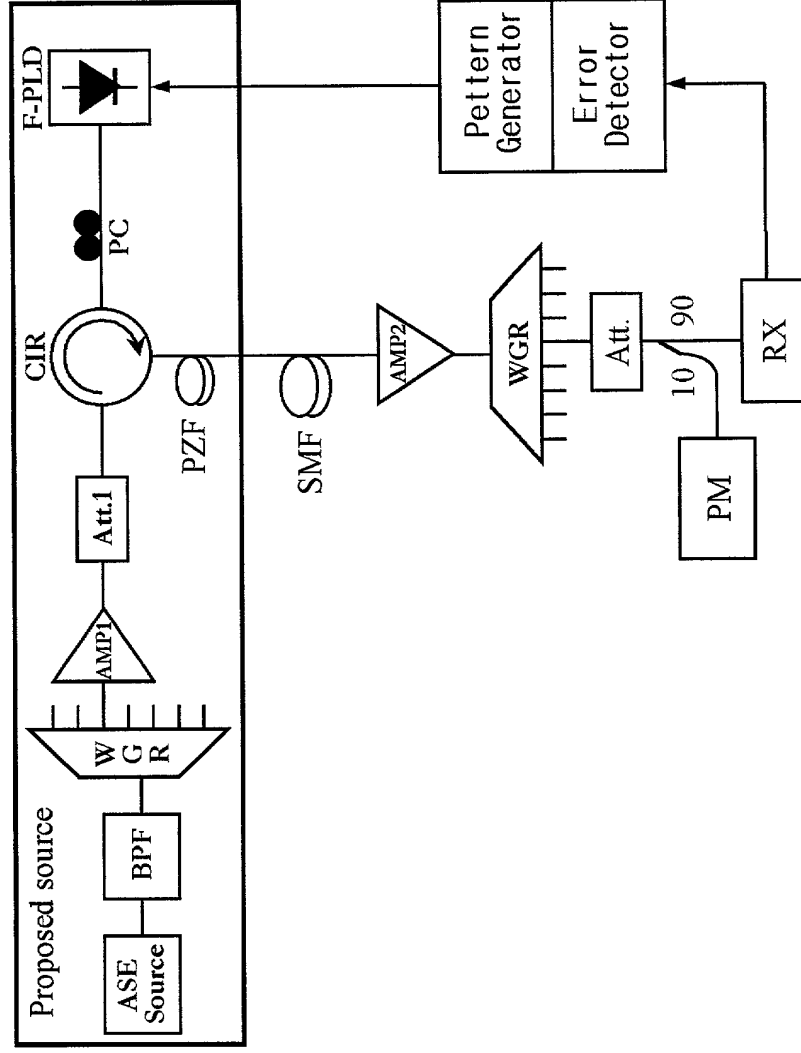 Proposed source
ASE
Source
BPF
W
G
R
AMP1
Att.1
CIR
PC
F-PLD
PZF
SMF
AMP2
WGR
Att.
10
90
PM
RX
Pettern
Generator
Error
Detector